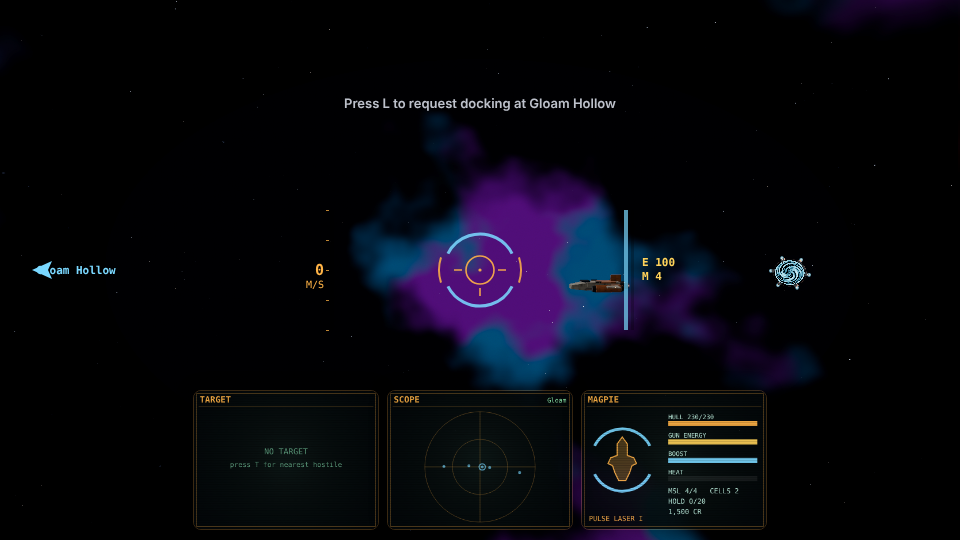 Press L to request docking at Gloam Hollow
oam Hollow
0
M/S
E 100
M 4
TARGET
NO TARGET
press T for nearest hostile
SCOPE
Gloam
MAGPIE
HULL 230/230
GUN ENERGY
BOOST
HEAT
MSL 4/4 CELLS 2
HOLD 0/20
1,500 CR
PULSE LASER I